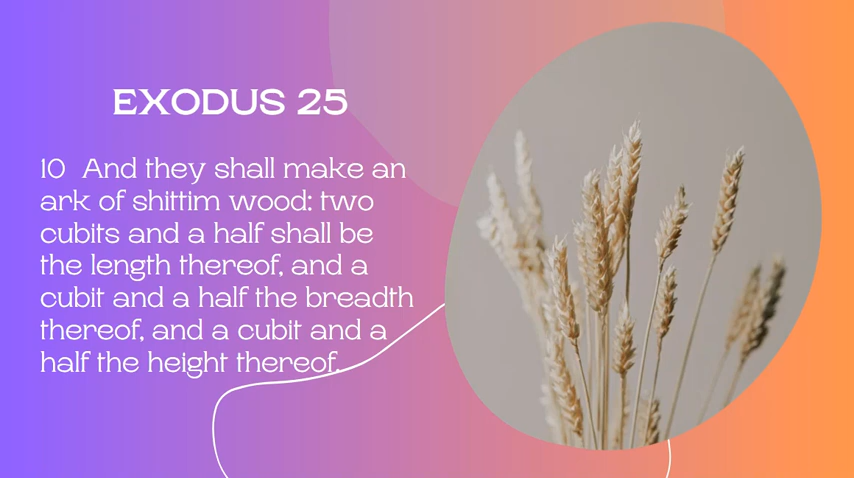 EXODUS 25
10  And they shall make an
ark of shittim wood: two
cubits and a half shall be
the length thereof, and a
cubit and a half the breadth
thereof, and a cubit and a
half the height thereof.